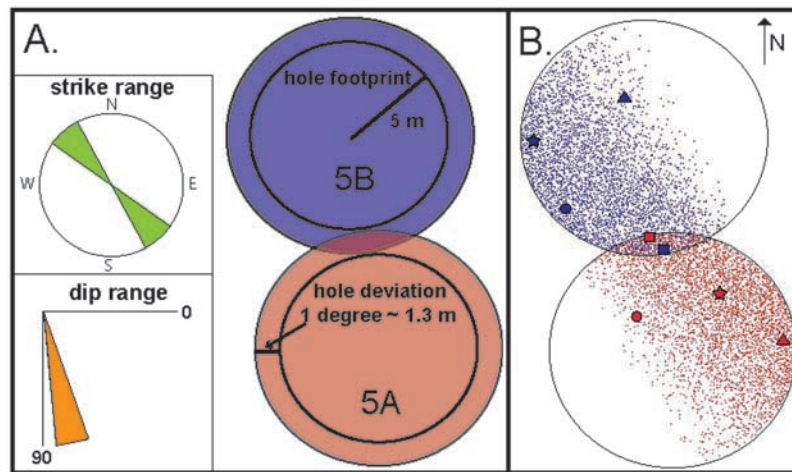 A.
strike range
N
W
E
S
dip range
0
90
hole footprint
5 m
5B
hole deviation
1 degree ~ 1.3 m
5A
B.
N